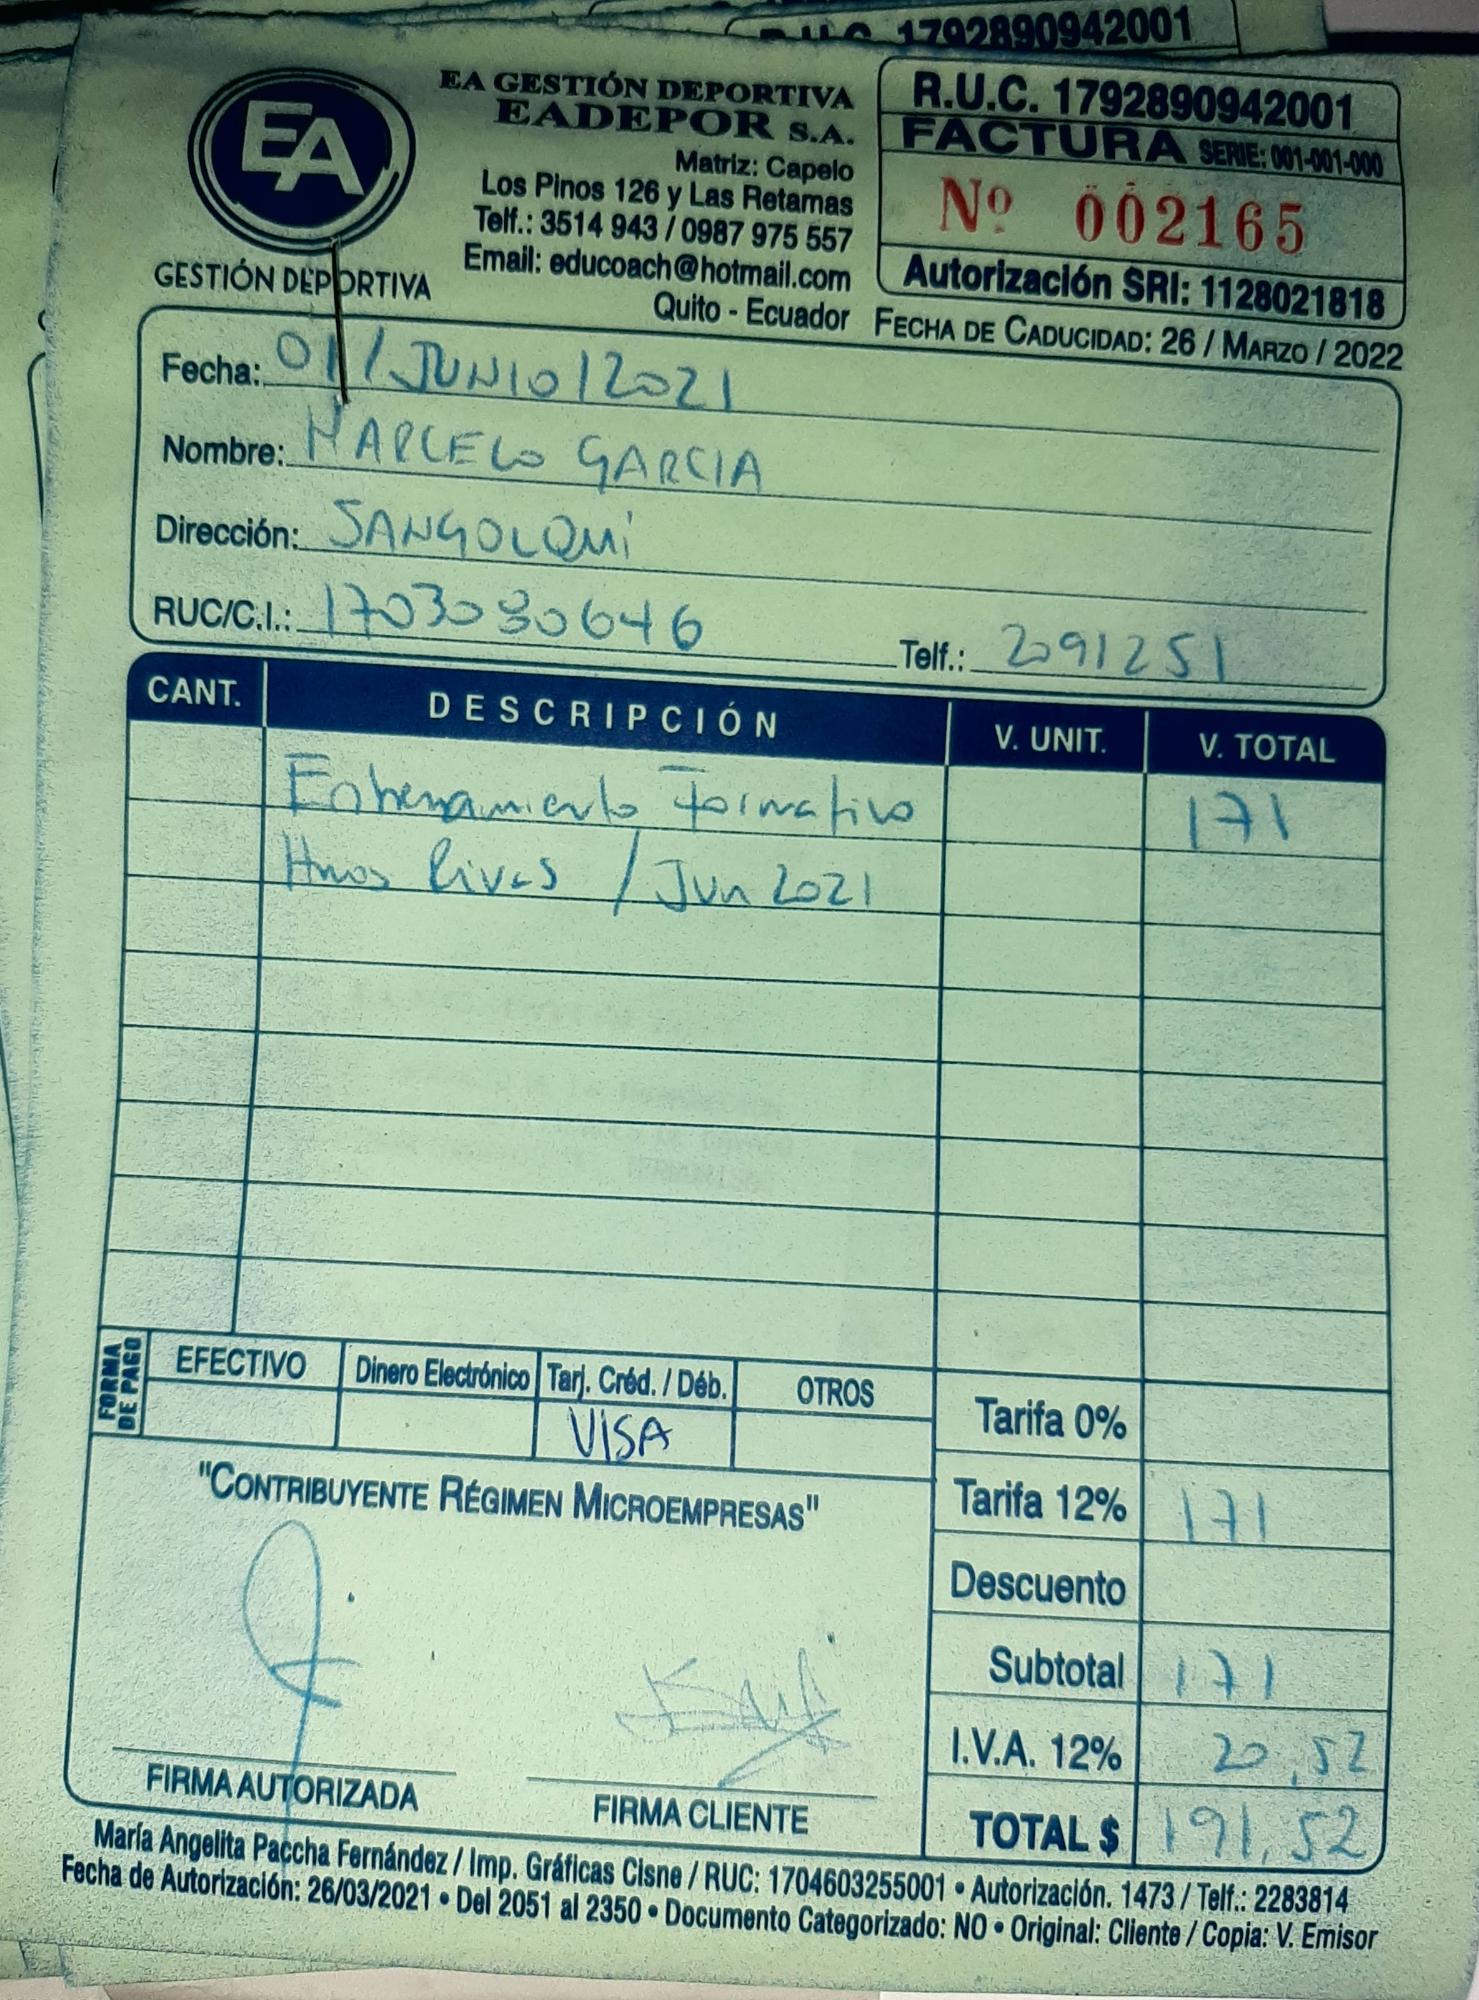 1792890942001
EA
GESTIÓN DEPORTIVA
EA GESTIÓN DEPORTIVA
EADEPOR S.A.
Matriz: Capelo
Los Pinos 126 y Las Retamas
Telf.: 3514 943 / 0987 975 557
Email: educoach@hotmail.com
Quito - Ecuador
R.U.C. 1792890942001
FACTURA SERIE: 001-001-000
Nº 002165
Autorización SRI: 1128021818
FECHA DE CADUCIDAD: 26 / MARZO / 2022
Fecha: 01/JUNIO/2021
Nombre: MARCELO GARCIA
Dirección: SANGOLQUí
RUC/C.I.: 1703030646 Telf.: 2091251
CANT. DESCRIPCIÓN V. UNIT. V. TOTAL
Entrenamiento Formativo 171
Hnos Rivas / Jun 2021
FORMA
DE PAGO
EFECTIVO Dinero Electrónico Tarj. Créd. / Déb. OTROS
VISA
Tarifa 0%
Tarifa 12% 171
Descuento
Subtotal 171
I.V.A. 12% 20,52
TOTAL $ 191,52
"CONTRIBUYENTE RÉGIMEN MICROEMPRESAS"
FIRMA AUTORIZADA FIRMA CLIENTE
María Angelita Paccha Fernández / Imp. Gráficas Cisne / RUC: 1704603255001 • Autorización. 1473 / Telf.: 2283814
Fecha de Autorización: 26/03/2021 • Del 2051 al 2350 • Documento Categorizado: NO • Original: Cliente / Copia: V. Emisor